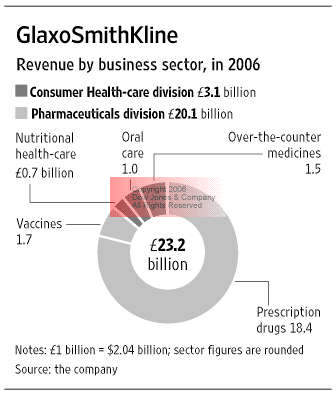 GlaxoSmithKline
Revenue by business sector, in 2006
Consumer Health-care division £3.1 billion
Pharmaceuticals division £20.1 billion
Nutritional
health-care
£0.7 billion
Oral
care
1.0
Over-the-counter
medicines
1.5
Copyright 2006
Dow Jones & Company
All Rights Reserved
Vaccines
1.7
£23.2
billion
Prescription
drugs 18.4
Notes: £1 billion = $2.04 billion; sector figures are rounded
Source: the company